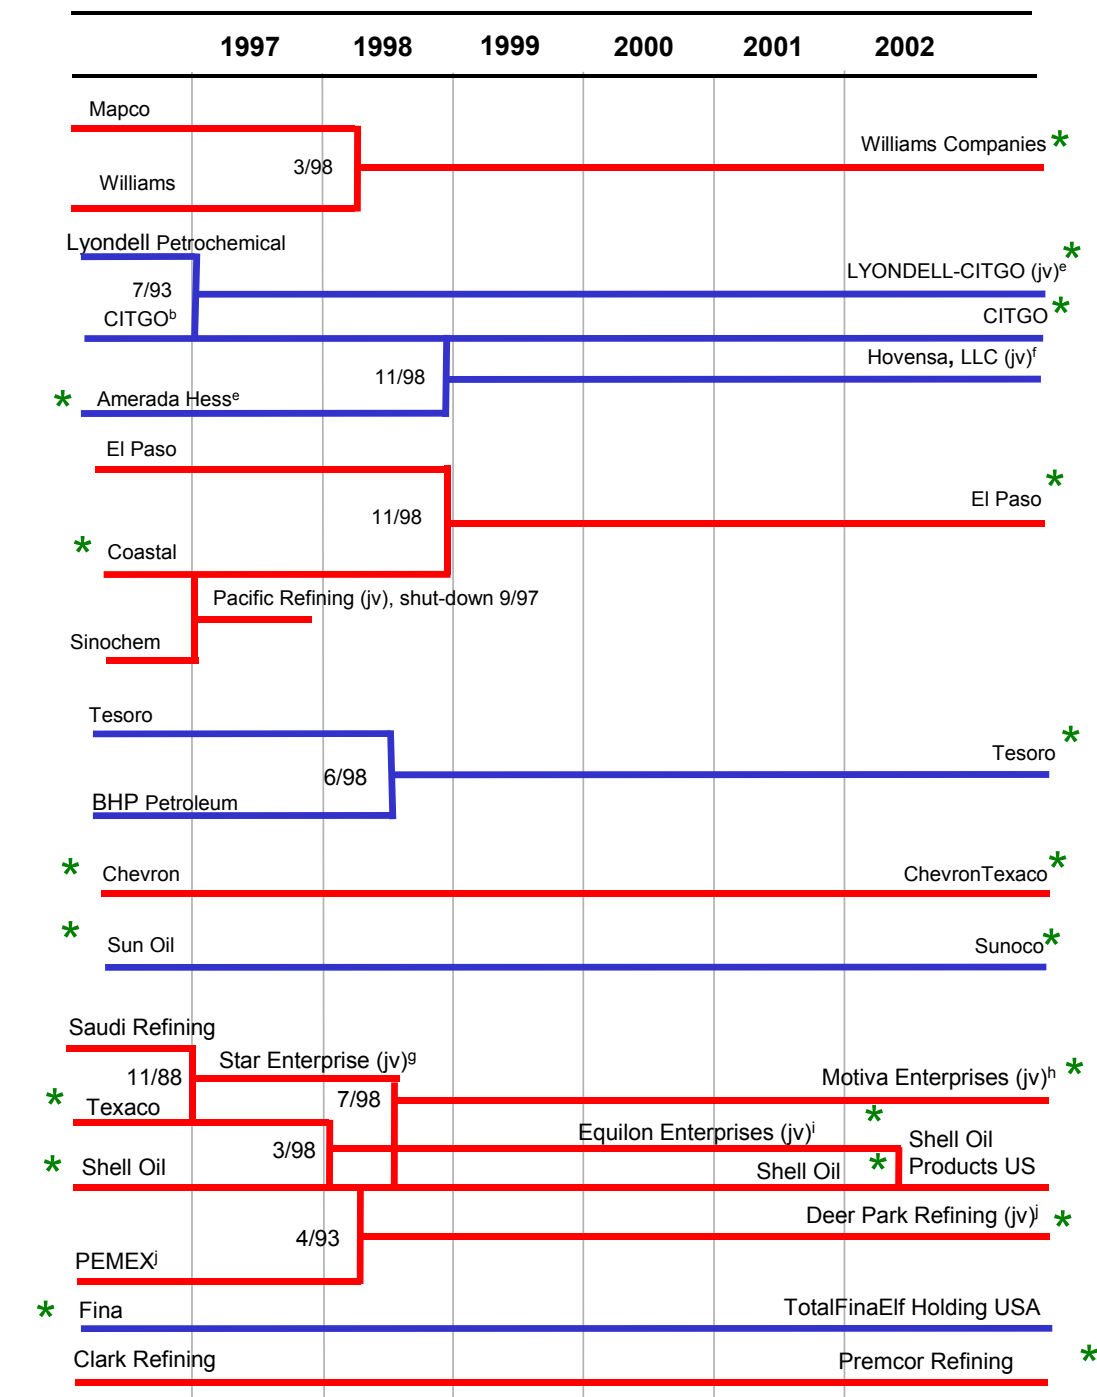 1997 1998 1999 2000 2001 2002
Mapco
Williams Companies *
3/98
Williams
Lyondell Petrochemical
*
LYONDELL-CITGO (jv)ᵉ
7/93
CITGOᵇ
CITGO *
Hovensa, LLC (jv)ᶠ
11/98
* Amerada Hessᵉ
El Paso
*
El Paso
11/98
* Coastal
Pacific Refining (jv), shut-down 9/97
Sinochem
Tesoro
*
Tesoro
6/98
BHP Petroleum
* Chevron
ChevronTexaco *
* Sun Oil
Sunoco *
Saudi Refining
Star Enterprise (jv)ᵍ
11/88
Motiva Enterprises (jv)ʰ *
7/98
* Texaco
*
Equilon Enterprises (jv)ⁱ
3/98
Shell Oil
Products US
* Shell Oil
Shell Oil *
Deer Park Refining (jv)ʲ *
4/93
PEMEXʲ
* Fina
TotalFinaElf Holding USA
Clark Refining
Premcor Refining *